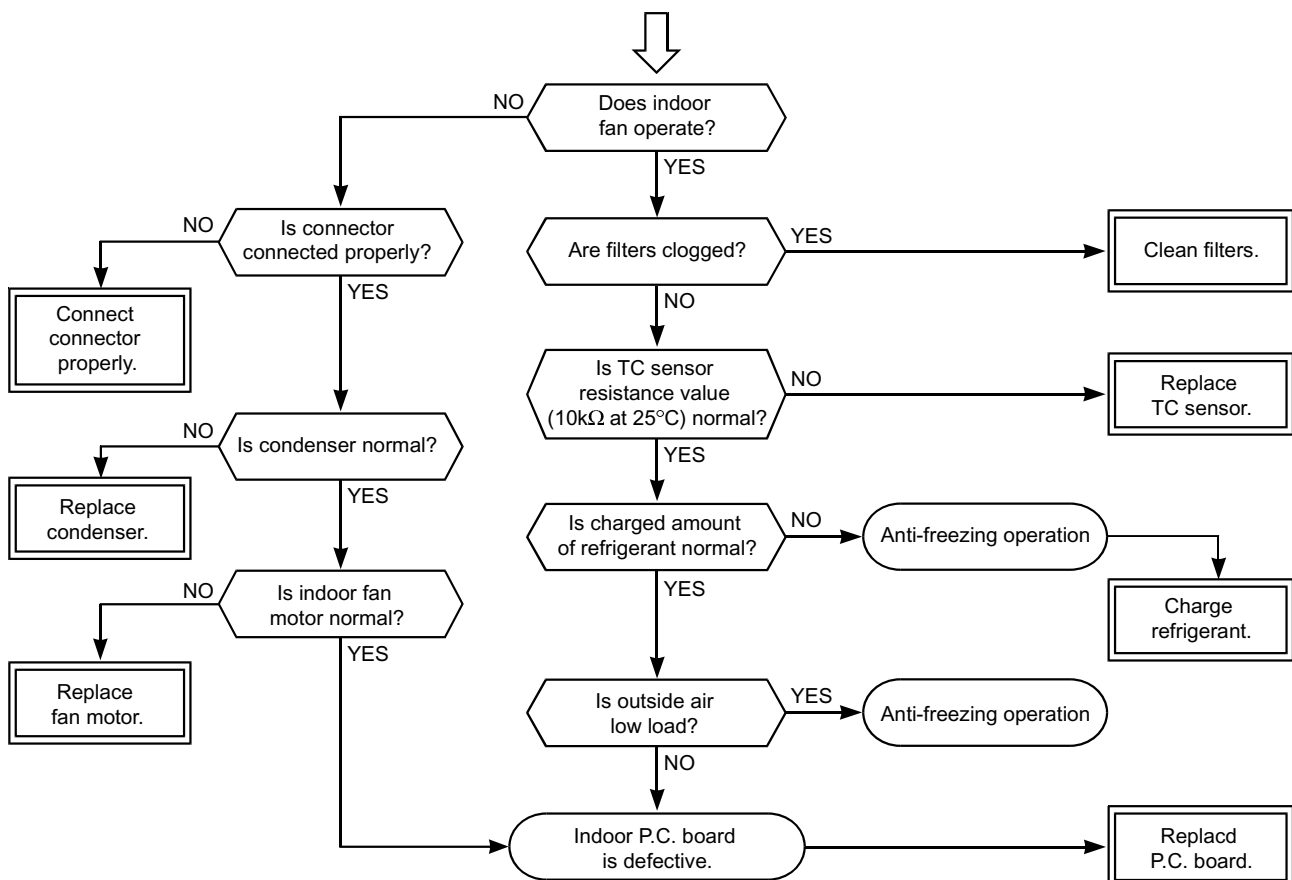 Does indoor
fan operate?
NO
YES
Is connector
connected properly?
NO
YES
Connect
connector
properly.
Are filters clogged?
YES
NO
Clean filters.
Is TC sensor
resistance value
(10kΩ at 25°C) normal?
NO
YES
Replace
TC sensor.
Is condenser normal?
NO
YES
Replace
condenser.
Is charged amount
of refrigerant normal?
NO
YES
Anti-freezing operation
Charge
refrigerant.
Is indoor fan
motor normal?
NO
YES
Replace
fan motor.
Is outside air
low load?
YES
NO
Anti-freezing operation
Indoor P.C. board
is defective.
Replacd
P.C. board.